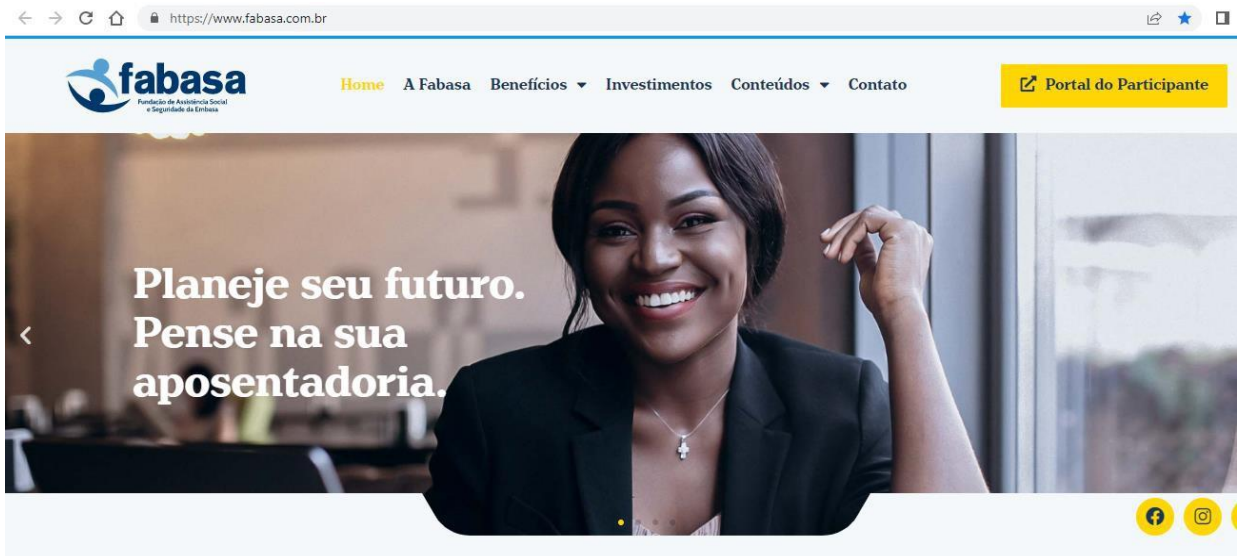 https://www.fabasa.com.br
fabasa
Fundação de Assistência Social
e Seguridade da Embasa
Home A Fabasa Benefícios Investimentos Conteúdos Contato
Portal do Participante
Planeje seu futuro.
Pense na sua
aposentadoria.